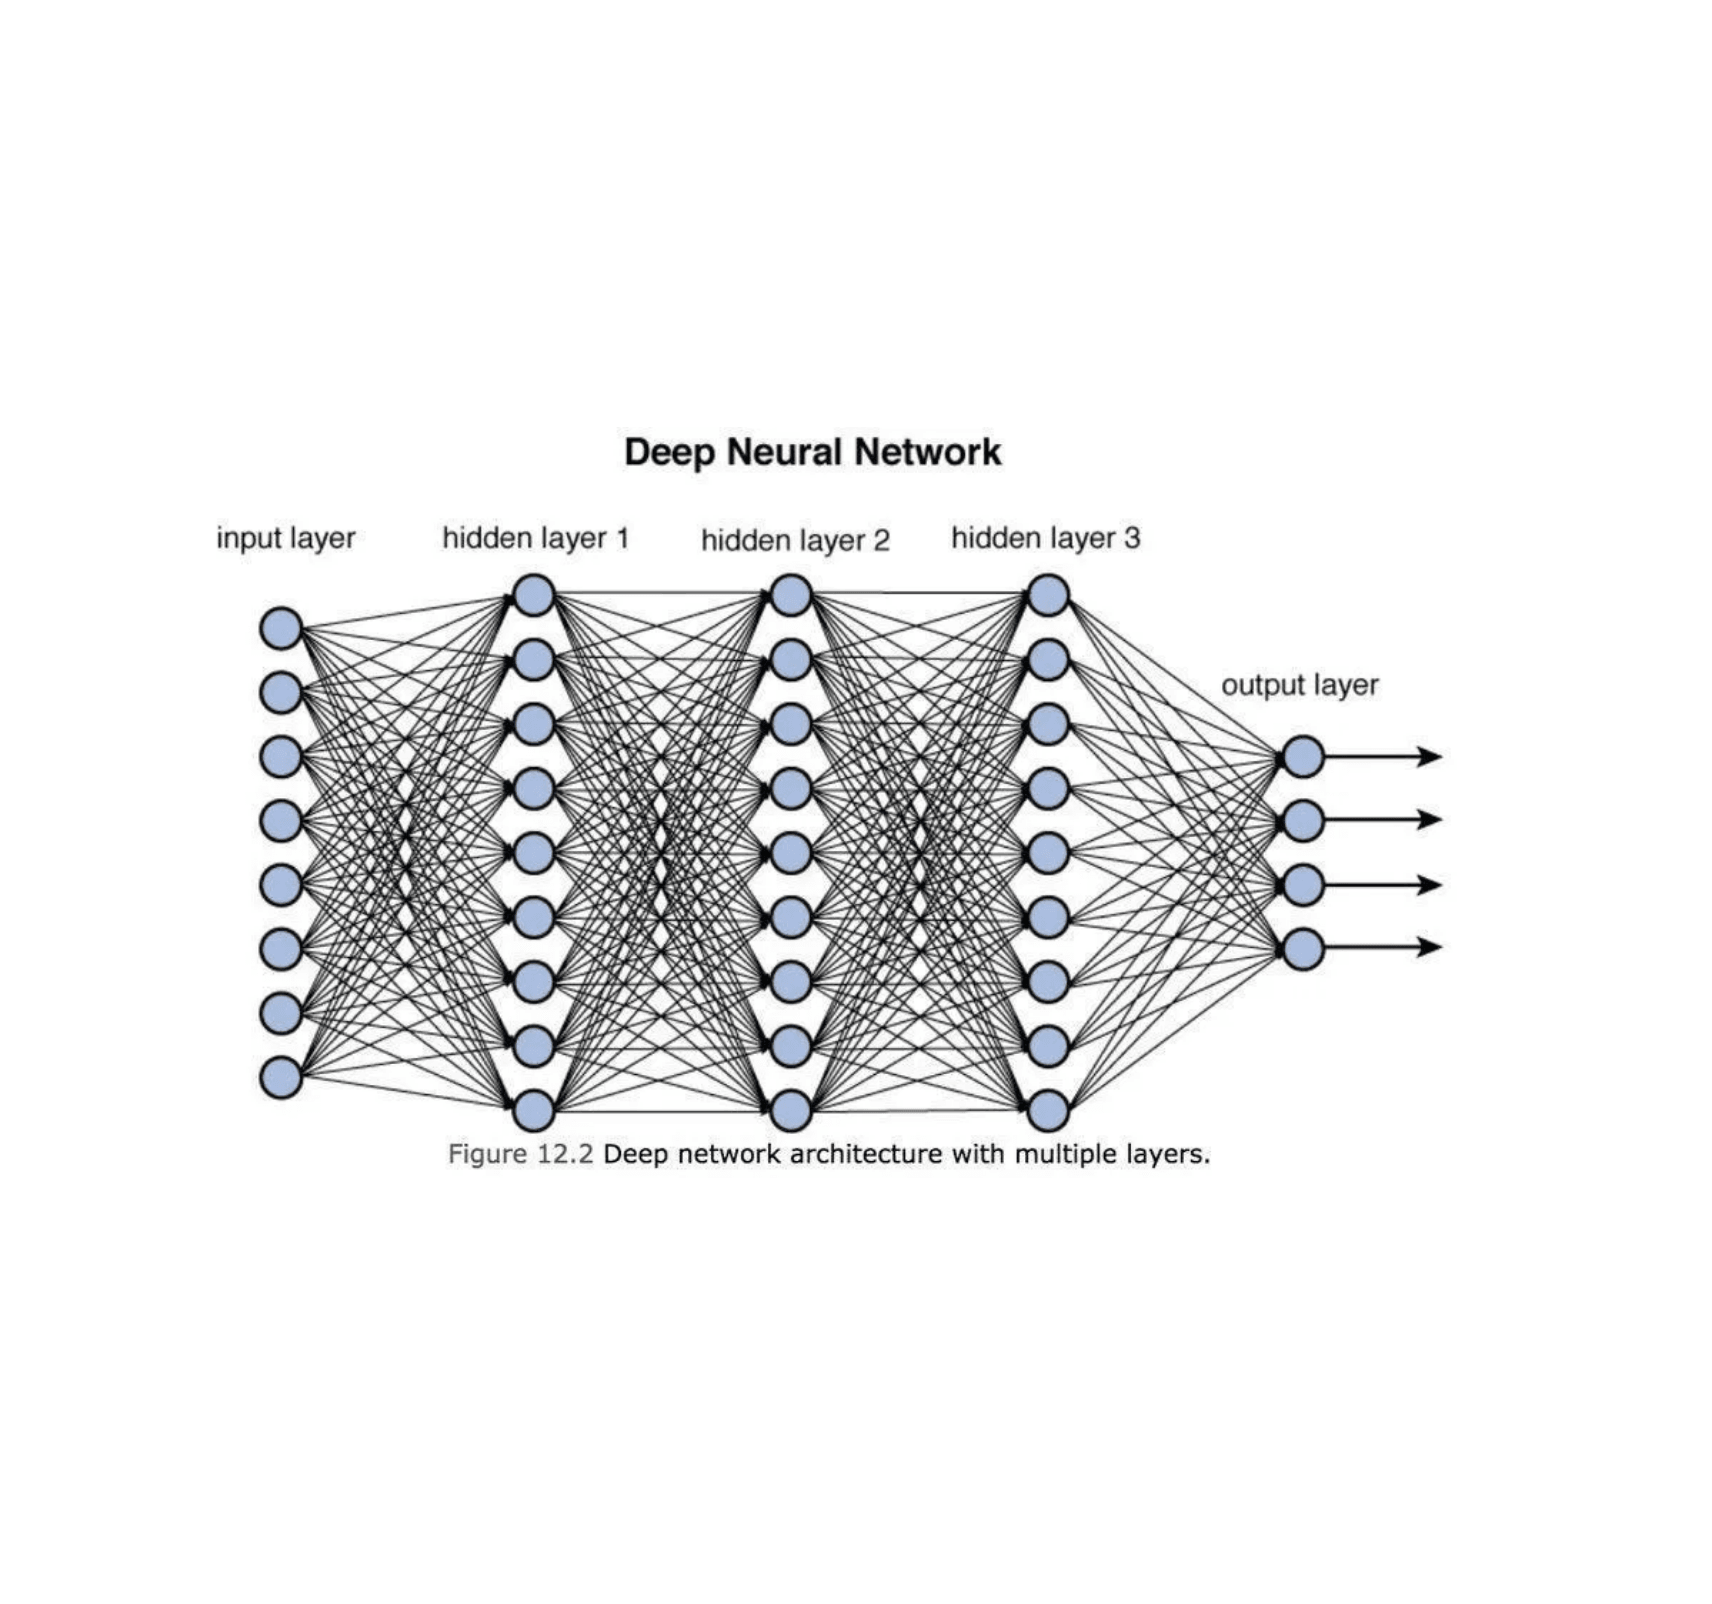 Deep Neural Network
input layer
hidden layer 1
hidden layer 2
hidden layer 3
output layer
Figure 12.2 Deep network architecture with multiple layers.